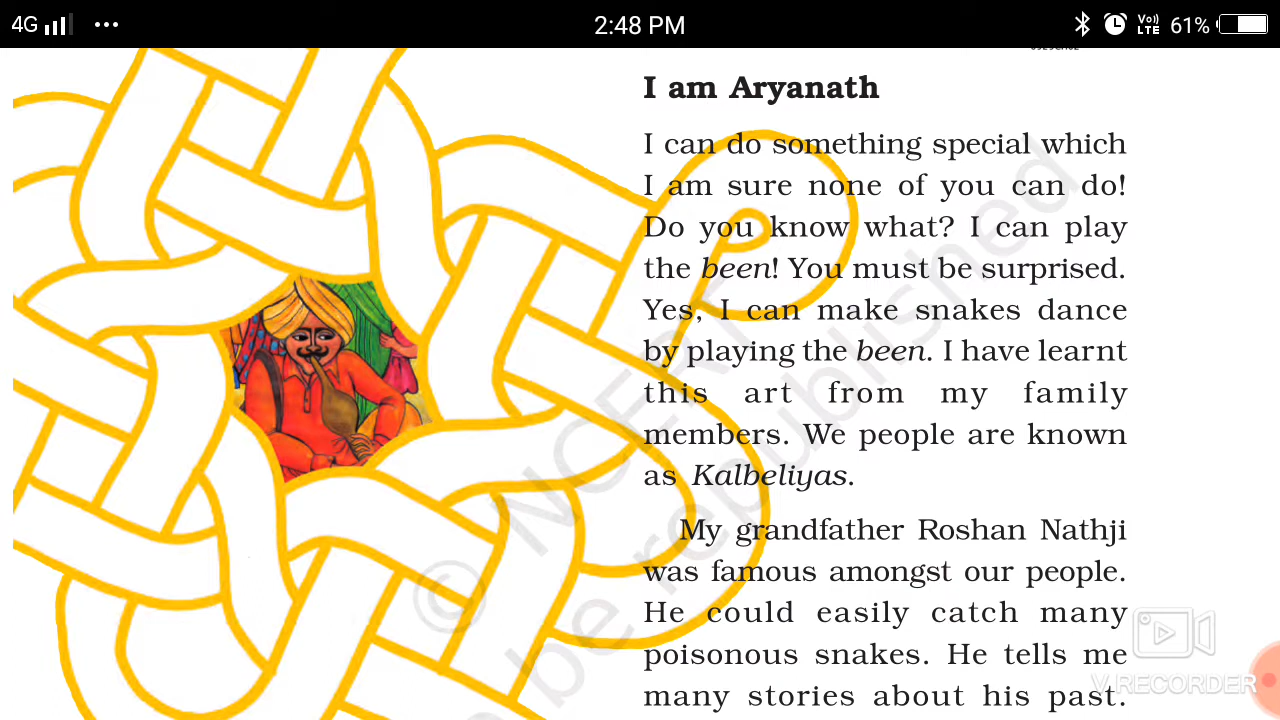 4G
2:48 PM
Vo))
LTE
61%
I am Aryanath
I can do something special which
I am sure none of you can do!
Do you know what? I can play
the been! You must be surprised.
Yes, I can make snakes dance
by playing the been. I have learnt
this art from my family
members. We people are known
as Kalbeliyas.
My grandfather Roshan Nathji
was famous amongst our people.
He could easily catch many
poisonous snakes. He tells me
many stories about his past.
© NCERT
be republished
V RECORDER